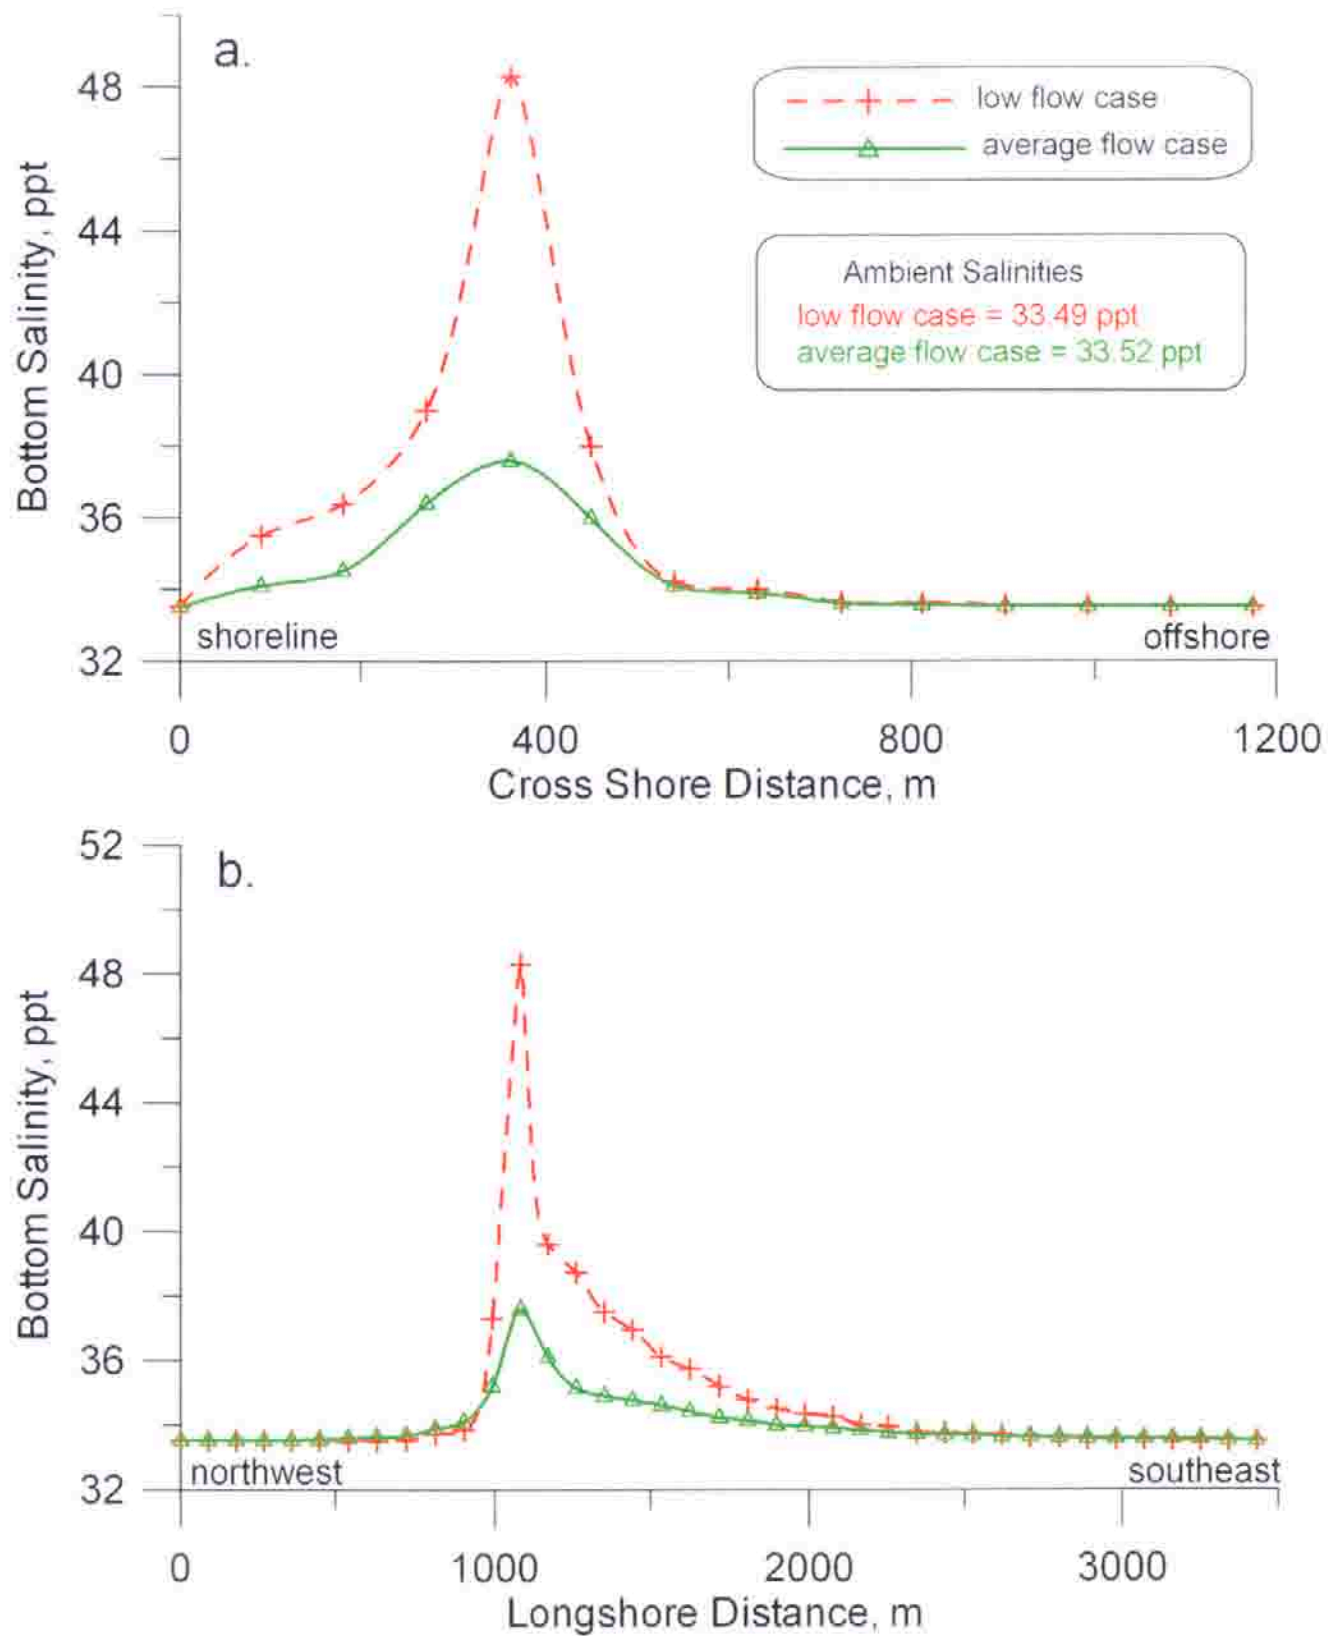 a.
low flow case
average flow case
Ambient Salinities
low flow case = 33.49 ppt
average flow case = 33.52 ppt
Bottom Salinity, ppt
48
44
40
36
32
shoreline
offshore
0 400 800 1200
Cross Shore Distance, m
b.
Bottom Salinity, ppt
52
48
44
40
36
32
northwest
southeast
0 1000 2000 3000
Longshore Distance, m